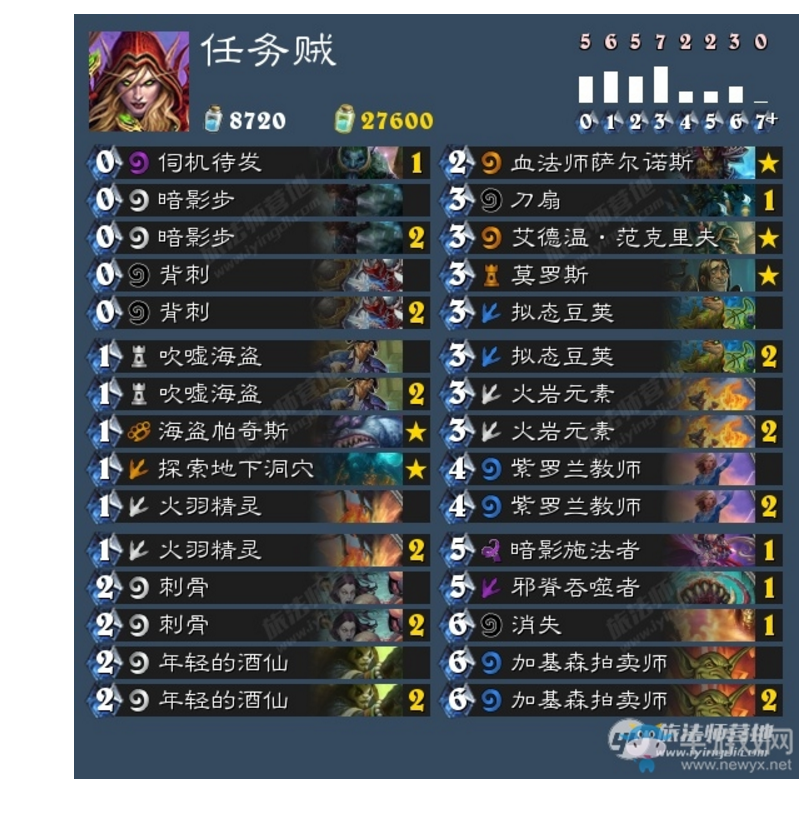 任务贼
5 6 5 7 2 2 3 0
8720 27600
0 1 2 3 4 5 6 7+
0 伺机待发 1
0 暗影步
0 暗影步 2
0 背刺
0 背刺 2
1 吹嘘海盗
1 吹嘘海盗 2
1 海盗帕奇斯 ★
1 探索地下洞穴 ★
1 火羽精灵
1 火羽精灵 2
2 刺骨
2 刺骨 2
2 年轻的酒仙
2 年轻的酒仙 2
2 血法师萨尔诺斯 ★
3 刀扇 1
3 艾德温·范克里夫 ★
3 莫罗斯 ★
3 拟态豆荚
3 拟态豆荚 2
3 火岩元素
3 火岩元素 2
4 紫罗兰教师
4 紫罗兰教师 2
5 暗影施法者 1
5 邪脊吞噬者 1
6 消失 1
6 加基森拍卖师
6 加基森拍卖师 2
旅法师营地
www.iyingdi.com
www.newyx.net